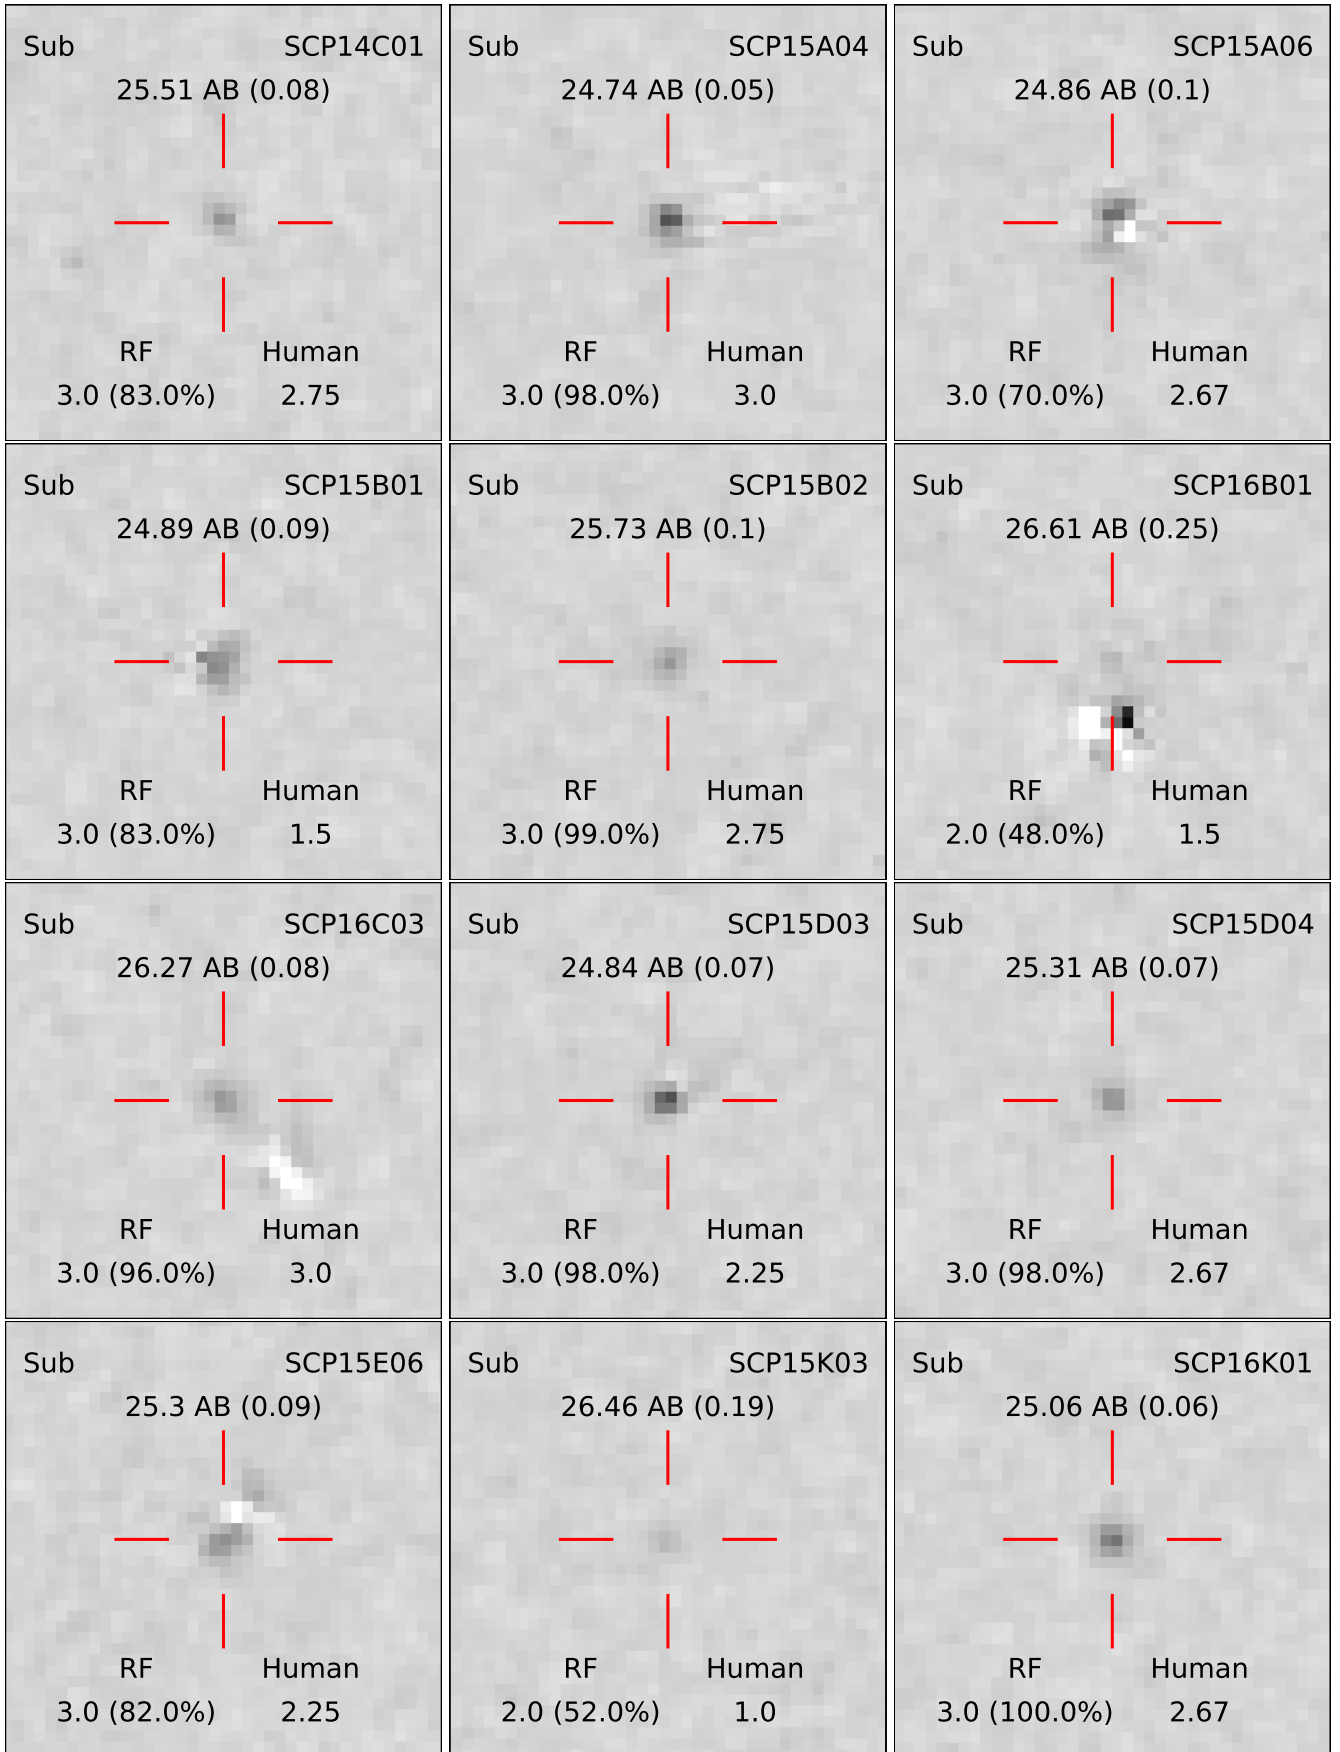 Sub SCP14C01
25.51 AB (0.08)
RF Human
3.0 (83.0%) 2.75
Sub SCP15A04
24.74 AB (0.05)
RF Human
3.0 (98.0%) 3.0
Sub SCP15A06
24.86 AB (0.1)
RF Human
3.0 (70.0%) 2.67
Sub SCP15B01
24.89 AB (0.09)
RF Human
3.0 (83.0%) 1.5
Sub SCP15B02
25.73 AB (0.1)
RF Human
3.0 (99.0%) 2.75
Sub SCP16B01
26.61 AB (0.25)
RF Human
2.0 (48.0%) 1.5
Sub SCP16C03
26.27 AB (0.08)
RF Human
3.0 (96.0%) 3.0
Sub SCP15D03
24.84 AB (0.07)
RF Human
3.0 (98.0%) 2.25
Sub SCP15D04
25.31 AB (0.07)
RF Human
3.0 (98.0%) 2.67
Sub SCP15E06
25.3 AB (0.09)
RF Human
3.0 (82.0%) 2.25
Sub SCP15K03
26.46 AB (0.19)
RF Human
2.0 (52.0%) 1.0
Sub SCP16K01
25.06 AB (0.06)
RF Human
3.0 (100.0%) 2.67